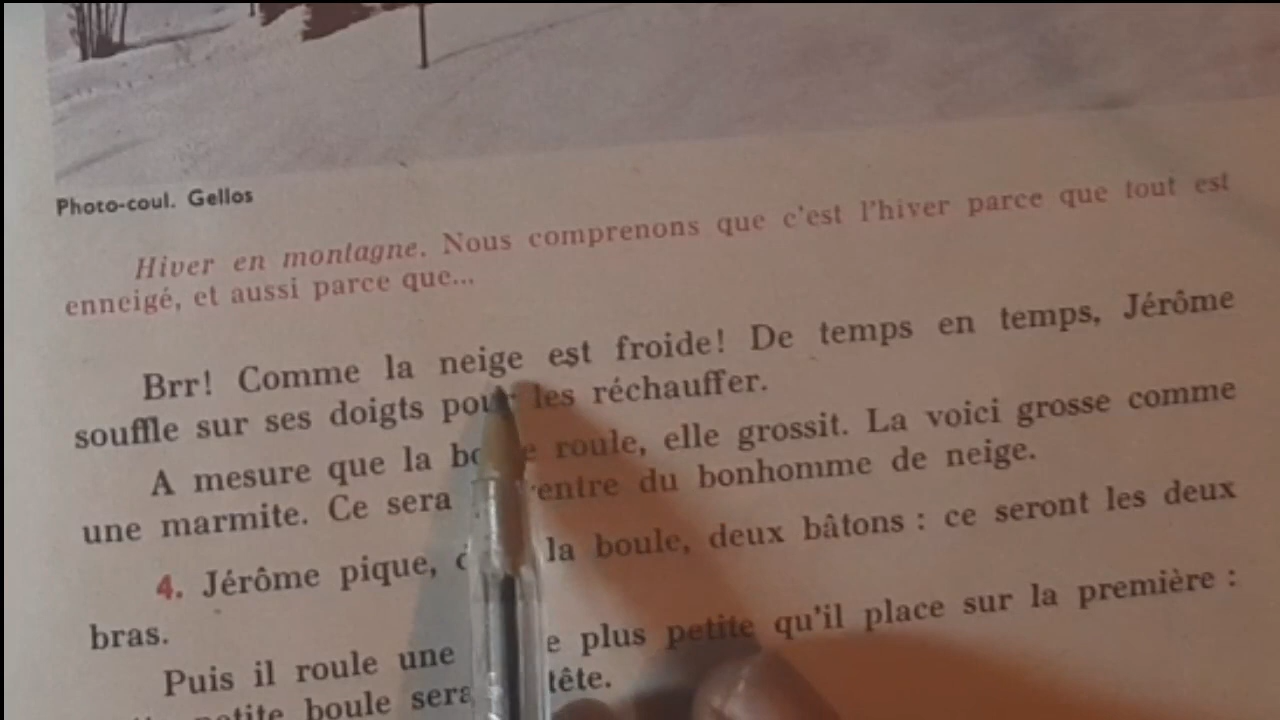 Photo-coul. Gellos
Hiver en montagne. Nous comprenons que c'est l'hiver parce que tout est
enneigé, et aussi parce que...
Brr! Comme la neige est froide! De temps en temps, Jérôme
souffle sur ses doigts pour les réchauffer.
A mesure que la roule, elle grossit. La voici grosse comme
une marmite. Ce sera du bonhomme de neige.
4. Jérôme pique, la boule, deux bâtons : ce seront les deux
bras.
Puis il roule une plus petite qu'il place sur la première :
petite boule sera tête.